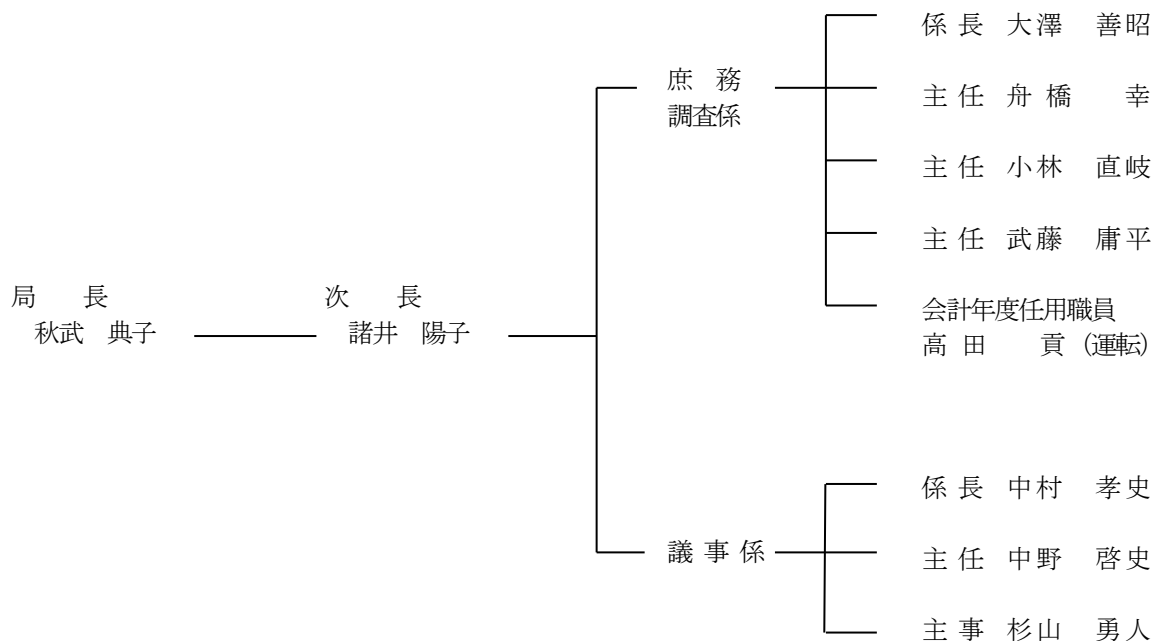 局　長
秋武　典子
次　長
諸井　陽子
庶　務
調査係
係 長　大澤　善昭
主 任　舟 橋　　幸
主 任　小林　直岐
主 任　武藤　庸平
会計年度任用職員
高 田　　貢 (運転)
議 事 係
係 長　中村　孝史
主 任　中野　啓史
主 事　杉山　勇人